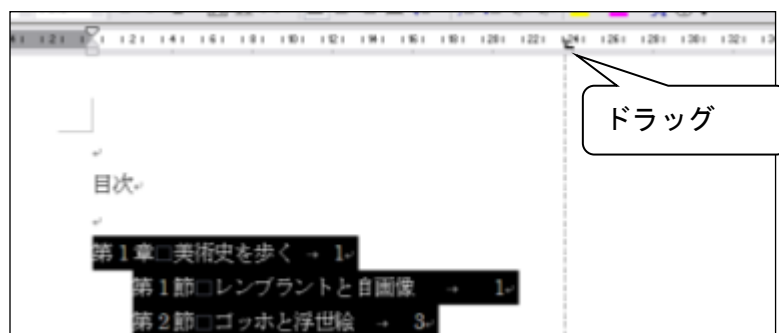 ドラッグ
目次
第1章□美術史を歩く → 1
第1節□レンブラントと自画像 → 1
第2節□ゴッホと浮世絵 → 3